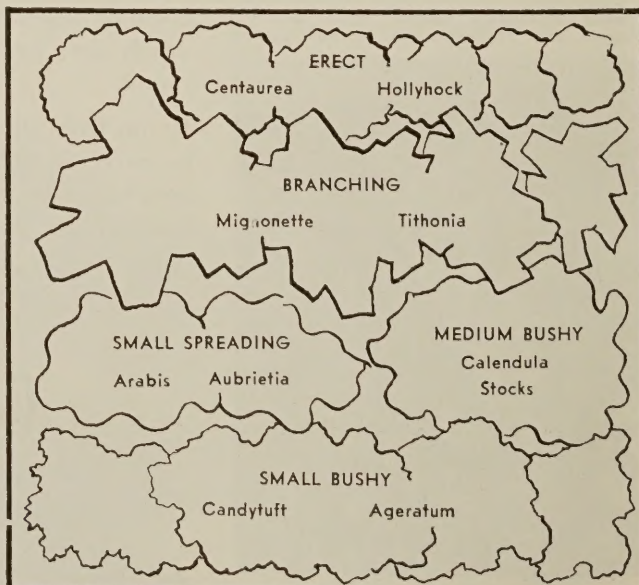 ERECT
Centaurea Hollyhock
BRANCHING
Mignonette Tithonia
SMALL SPREADING
Arabis Aubrietia
MEDIUM BUSHY
Calendula
Stocks
SMALL BUSHY
Candytuft Ageratum